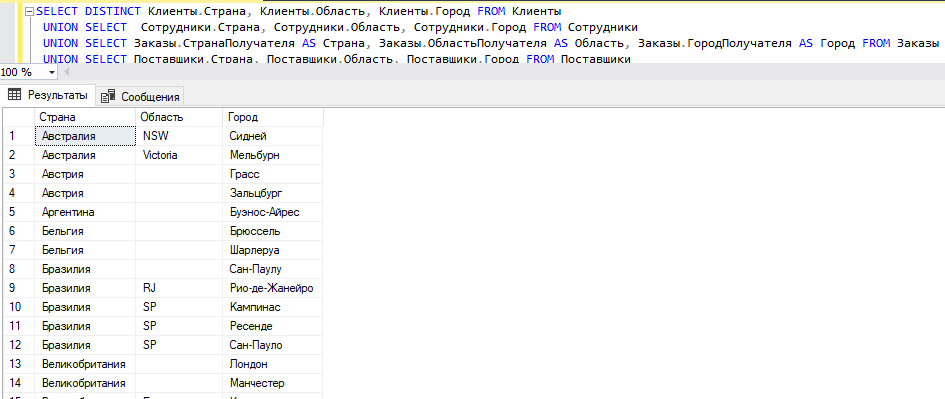 SELECT DISTINCT Клиенты.Страна, Клиенты.Область, Клиенты.Город FROM Клиенты
UNION SELECT Сотрудники.Страна, Сотрудники.Область, Сотрудники.Город FROM Сотрудники
UNION SELECT Заказы.СтранаПолучателя AS Страна, Заказы.ОбластьПолучателя AS Область, Заказы.ГородПолучателя AS Город FROM Заказы
UNION SELECT Поставщики.Страна, Поставщики.Область, Поставщики.Город FROM Поставщики
100 %
Результаты Сообщения
Страна Область Город
1 Австралия NSW Сидней
2 Австралия Victoria Мельбурн
3 Австрия Грасс
4 Австрия Зальцбург
5 Аргентина Буэнос-Айрес
6 Бельгия Брюссель
7 Бельгия Шарлеруа
8 Бразилия Сан-Паулу
9 Бразилия RJ Рио-де-Жанейро
10 Бразилия SP Кампинас
11 Бразилия SP Ресенде
12 Бразилия SP Сан-Пауло
13 Великобритания Лондон
14 Великобритания Манчестер